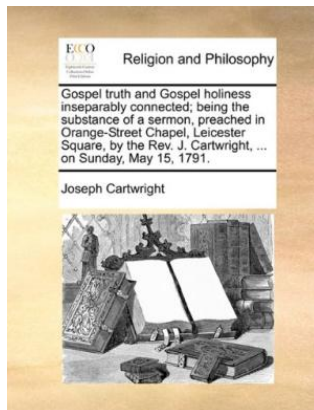 ECCO
Religion and Philosophy
Gospel truth and Gospel holiness
inseparably connected; being the
substance of a sermon, preached in
Orange-Street Chapel, Leicester
Square, by the Rev. J. Cartwright, ...
on Sunday, May 15, 1791.
Joseph Cartwright